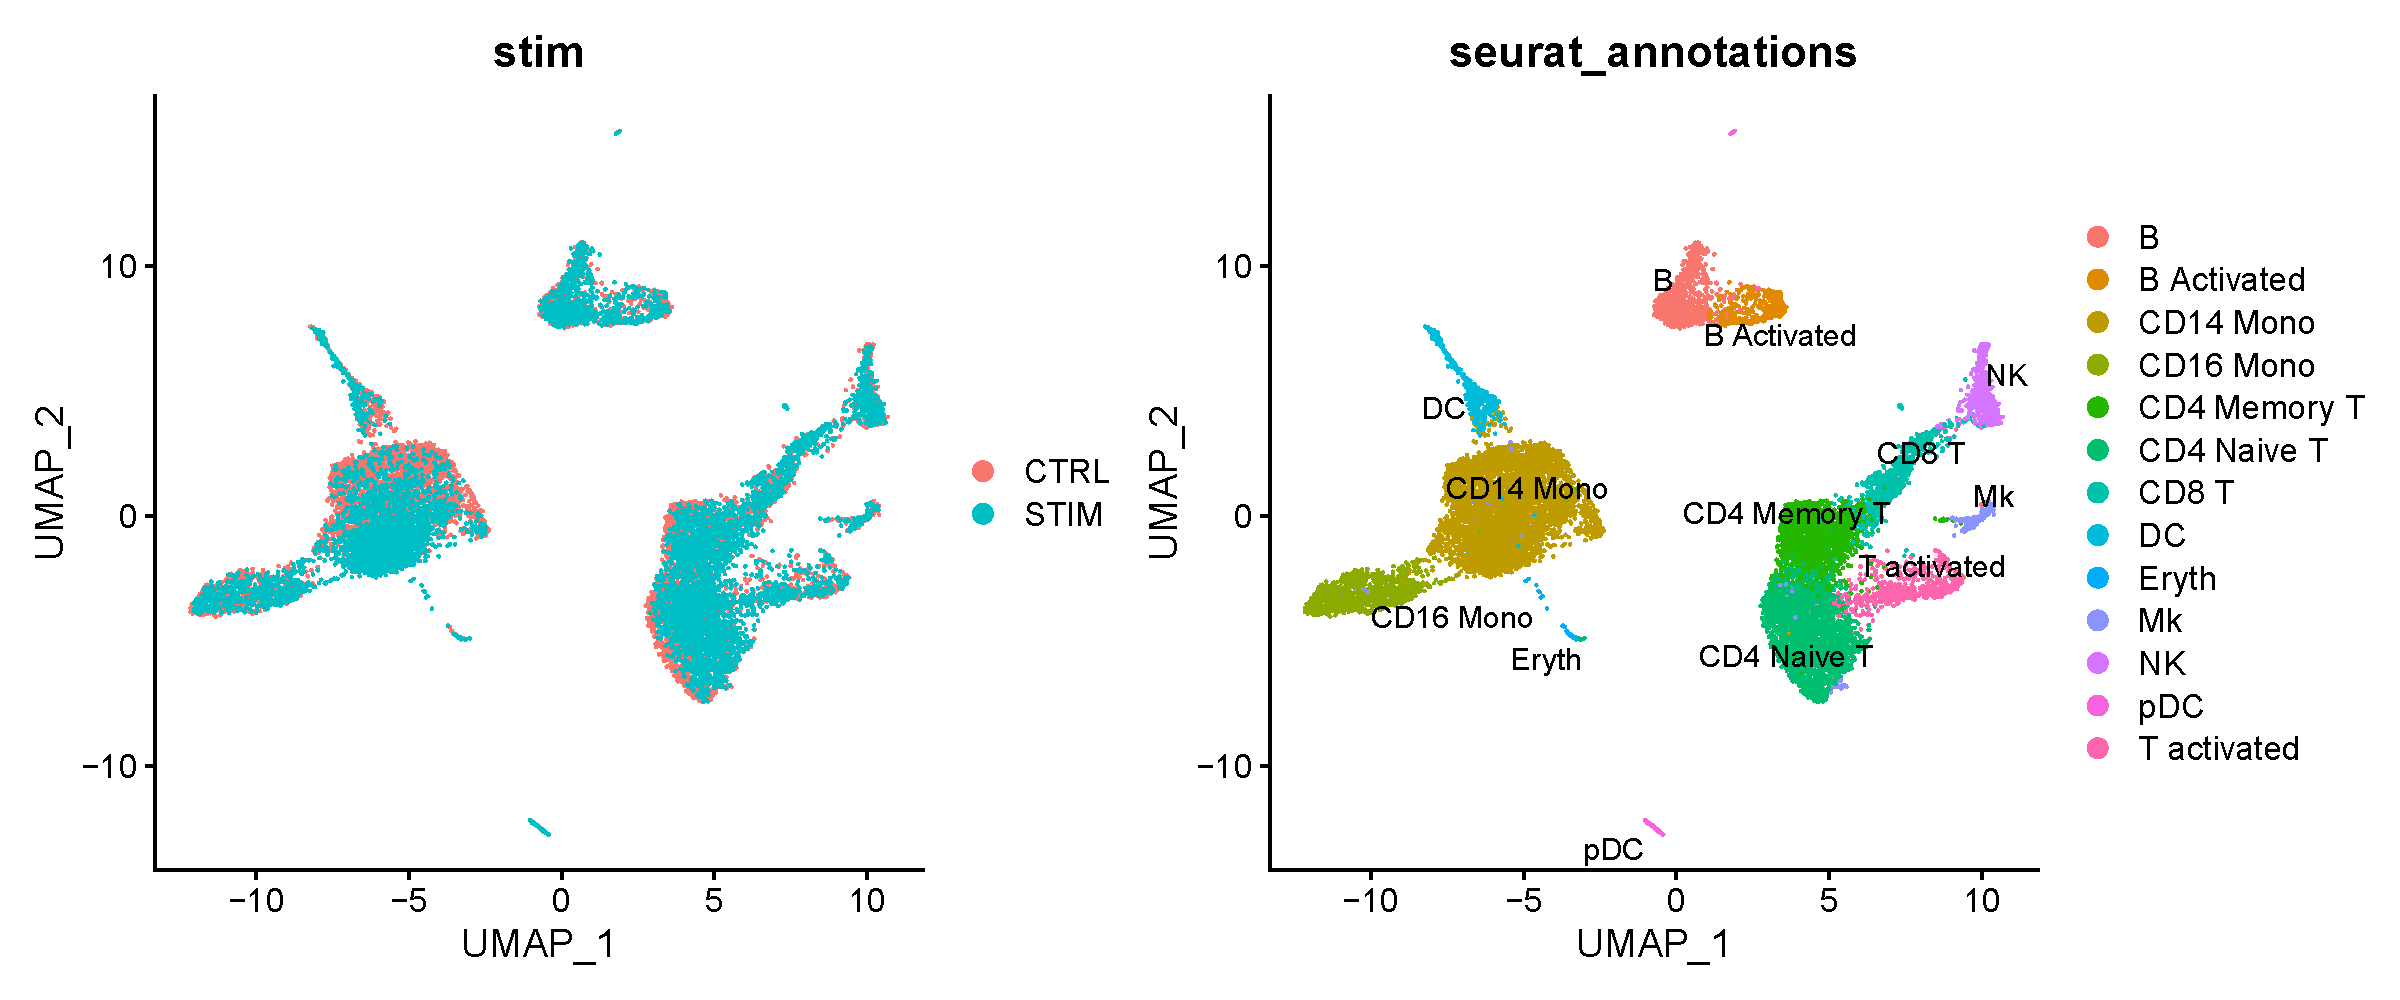 stim
UMAP_2
10
0
−10
−10
−5
0
5
10
UMAP_1
CTRL
STIM
seurat_annotations
UMAP_2
10
0
−10
−10
−5
0
5
10
UMAP_1
B
B Activated
DC
NK
CD8 T
CD14 Mono
Mk
CD4 Memory T
T activated
CD16 Mono
Eryth
CD4 Naive T
pDC
B
B Activated
CD14 Mono
CD16 Mono
CD4 Memory T
CD4 Naive T
CD8 T
DC
Eryth
Mk
NK
pDC
T activated